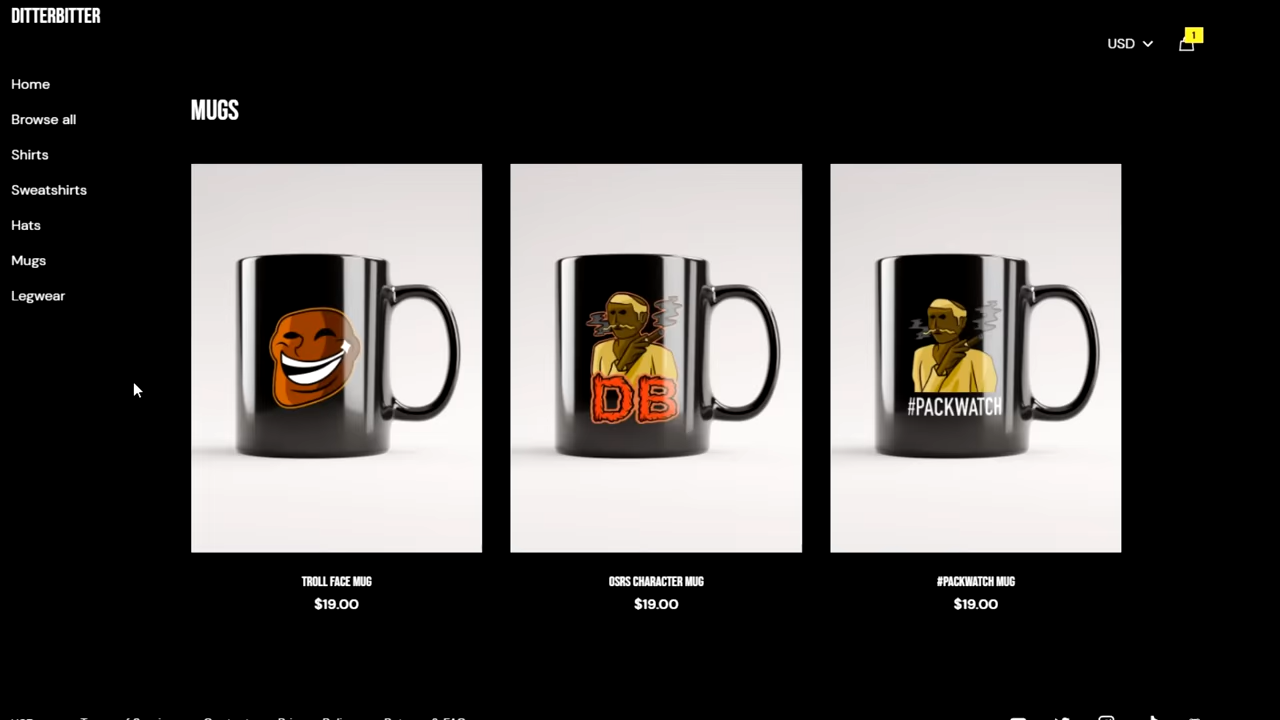 DITTERBITTER
USD
1
Home
Browse all
Shirts
Sweatshirts
Hats
Mugs
Legwear
MUGS
DB
#PACKWATCH
TROLL FACE MUG
$19.00
OSRS CHARACTER MUG
$19.00
#PACKWATCH MUG
$19.00